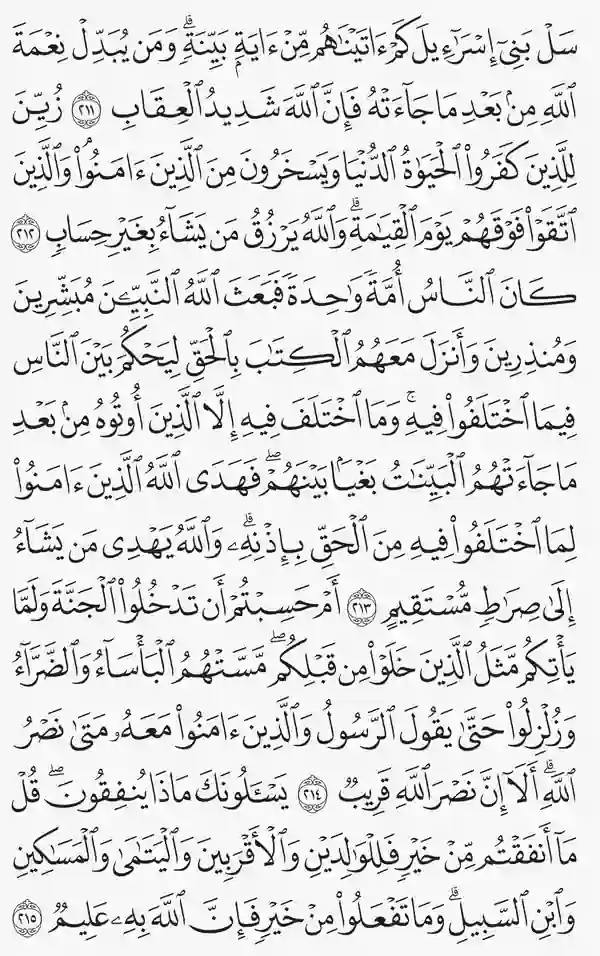 سَلْ بَنِىٓ إِسْرَٰٓءِيلَ كَمْ ءَاتَيْنَـٰهُم مِّنْ ءَايَةٍۭ بَيِّنَةٍۢ ۗ وَمَن يُبَدِّلْ نِعْمَةَ
ٱللَّهِ مِنۢ بَعْدِ مَا جَآءَتْهُ فَإِنَّ ٱللَّهَ شَدِيدُ ٱلْعِقَابِ ٢١١ زُيِّنَ
لِلَّذِينَ كَفَرُوا۟ ٱلْحَيَوٰةُ ٱلدُّنْيَا وَيَسْخَرُونَ مِنَ ٱلَّذِينَ ءَامَنُوا۟ ۘ وَٱلَّذِينَ
ٱتَّقَوْا۟ فَوْقَهُمْ يَوْمَ ٱلْقِيَـٰمَةِ ۗ وَٱللَّهُ يَرْزُقُ مَن يَشَآءُ بِغَيْرِ حِسَابٍۢ ٢١٢
كَانَ ٱلنَّاسُ أُمَّةًۭ وَٰحِدَةًۭ فَبَعَثَ ٱللَّهُ ٱلنَّبِيِّـۧنَ مُبَشِّرِينَ
وَمُنذِرِينَ وَأَنزَلَ مَعَهُمُ ٱلْكِتَـٰبَ بِٱلْحَقِّ لِيَحْكُمَ بَيْنَ ٱلنَّاسِ
فِيمَا ٱخْتَلَفُوا۟ فِيهِ ۚ وَمَا ٱخْتَلَفَ فِيهِ إِلَّا ٱلَّذِينَ أُوتُوهُ مِنۢ بَعْدِ
مَا جَآءَتْهُمُ ٱلْبَيِّنَـٰتُ بَغْيًۢا بَيْنَهُمْ ۖ فَهَدَى ٱللَّهُ ٱلَّذِينَ ءَامَنُوا۟
لِمَا ٱخْتَلَفُوا۟ فِيهِ مِنَ ٱلْحَقِّ بِإِذْنِهِۦ ۗ وَٱللَّهُ يَهْدِى مَن يَشَآءُ
إِلَىٰ صِرَٰطٍۢ مُّسْتَقِيمٍ ٢١٣ أَمْ حَسِبْتُمْ أَن تَدْخُلُوا۟ ٱلْجَنَّةَ وَلَمَّا
يَأْتِكُم مَّثَلُ ٱلَّذِينَ خَلَوْا۟ مِن قَبْلِكُم ۖ مَّسَّتْهُمُ ٱلْبَأْسَآءُ وَٱلضَّرَّآءُ
وَزُلْزِلُوا۟ حَتَّىٰ يَقُولَ ٱلرَّسُولُ وَٱلَّذِينَ ءَامَنُوا۟ مَعَهُۥ مَتَىٰ نَصْرُ
ٱللَّهِ ۗ أَلَآ إِنَّ نَصْرَ ٱللَّهِ قَرِيبٌۭ ٢١٤ يَسْـَٔلُونَكَ مَاذَا يُنفِقُونَ ۖ قُلْ
مَآ أَنفَقْتُم مِّنْ خَيْرٍۢ فَلِلْوَٰلِدَيْنِ وَٱلْأَقْرَبِينَ وَٱلْيَتَـٰمَىٰ وَٱلْمَسَـٰكِينِ
وَٱبْنِ ٱلسَّبِيلِ ۗ وَمَا تَفْعَلُوا۟ مِنْ خَيْرٍۢ فَإِنَّ ٱللَّهَ بِهِۦ عَلِيمٌۭ ٢١٥